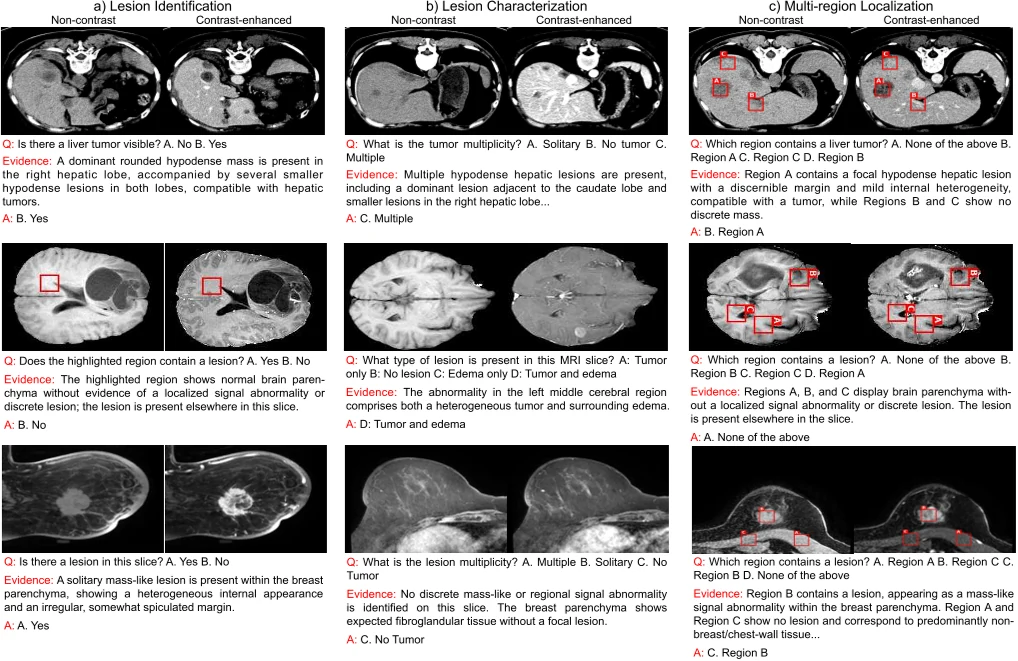 a) Lesion Identification
Non-contrast
Contrast-enhanced
Q: Is there a liver tumor visible? A. No B. Yes
Evidence: A dominant rounded hypodense mass is present in
the right hepatic lobe, accompanied by several smaller
hypodense lesions in both lobes, compatible with hepatic
tumors.
A: B. Yes
Q: Does the highlighted region contain a lesion? A. Yes B. No
Evidence: The highlighted region shows normal brain paren-
chyma without evidence of a localized signal abnormality or
discrete lesion; the lesion is present elsewhere in this slice.
A: B. No
Q: Is there a lesion in this slice? A. Yes B. No
Evidence: A solitary mass-like lesion is present within the breast
parenchyma, showing a heterogeneous internal appearance
and an irregular, somewhat spiculated margin.
A: A. Yes
b) Lesion Characterization
Non-contrast
Contrast-enhanced
Q: What is the tumor multiplicity? A. Solitary B. No tumor C.
Multiple
Evidence: Multiple hypodense hepatic lesions are present,
including a dominant lesion adjacent to the caudate lobe and
smaller lesions in the right hepatic lobe...
A: C. Multiple
Q: What type of lesion is present in this MRI slice? A: Tumor
only B: No lesion C: Edema only D: Tumor and edema
Evidence: The abnormality in the left middle cerebral region
comprises both a heterogeneous tumor and surrounding edema.
A: D: Tumor and edema
Q: What is the lesion multiplicity? A. Multiple B. Solitary C. No
Tumor
Evidence: No discrete mass-like or regional signal abnormality
is identified on this slice. The breast parenchyma shows
expected fibroglandular tissue without a focal lesion.
A: C. No Tumor
c) Multi-region Localization
Non-contrast
Contrast-enhanced
C
A
B
C
A
B
Q: Which region contains a liver tumor? A. None of the above B.
Region A C. Region C D. Region B
Evidence: Region A contains a focal hypodense hepatic lesion
with a discernible margin and mild internal heterogeneity,
compatible with a tumor, while Regions B and C show no
discrete mass.
A: B. Region A
B
C
A
B
C
A
Q: Which region contains a lesion? A. None of the above B.
Region B C. Region C D. Region A
Evidence: Regions A, B, and C display brain parenchyma with-
out a localized signal abnormality or discrete lesion. The lesion
is present elsewhere in the slice.
A: A. None of the above
Q: Which region contains a lesion? A. Region A B. Region C C.
Region B D. None of the above
Evidence: Region B contains a lesion, appearing as a mass-like
signal abnormality within the breast parenchyma. Region A and
Region C show no lesion and correspond to predominantly non-
breast/chest-wall tissue...
A: C. Region B